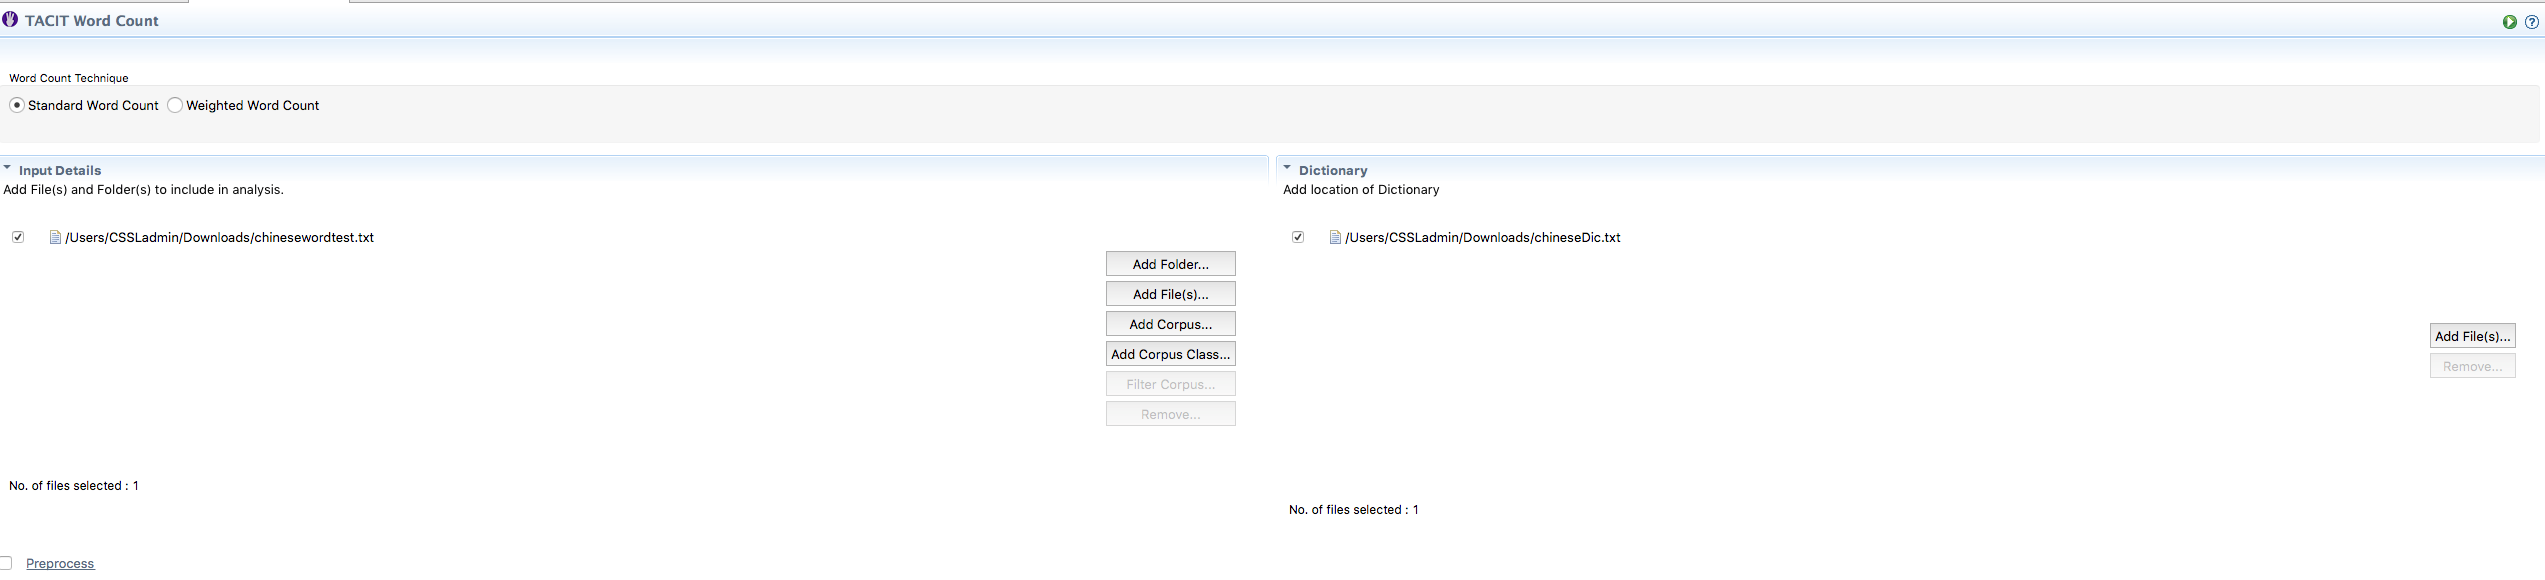 TACIT Word Count
Word Count Technique
Standard Word Count Weighted Word Count
Input Details
Add File(s) and Folder(s) to include in analysis.
/Users/CSSLadmin/Downloads/chinesewordtest.txt
Add Folder...
Add File(s)...
Add Corpus...
Add Corpus Class...
Filter Corpus...
Remove...
No. of files selected : 1
Dictionary
Add location of Dictionary
/Users/CSSLadmin/Downloads/chineseDic.txt
Add File(s)...
Remove...
No. of files selected : 1
Preprocess